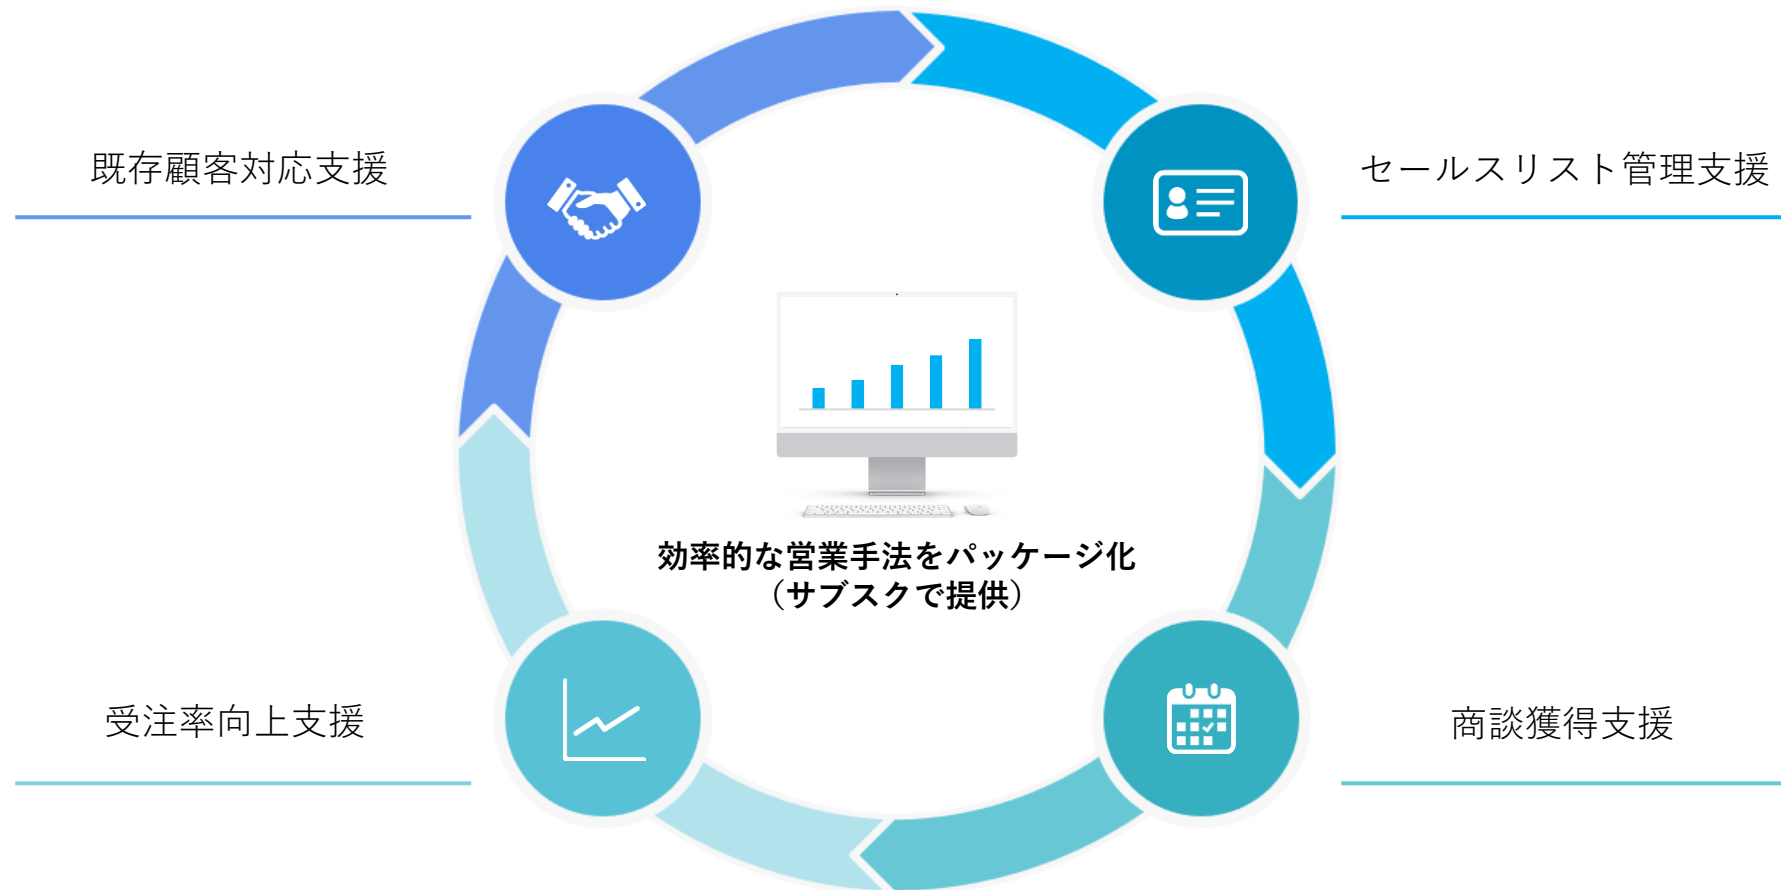 既存顧客対応支援
セールスリスト管理支援
効率的な営業手法をパッケージ化
（サブスクで提供）
受注率向上支援
商談獲得支援